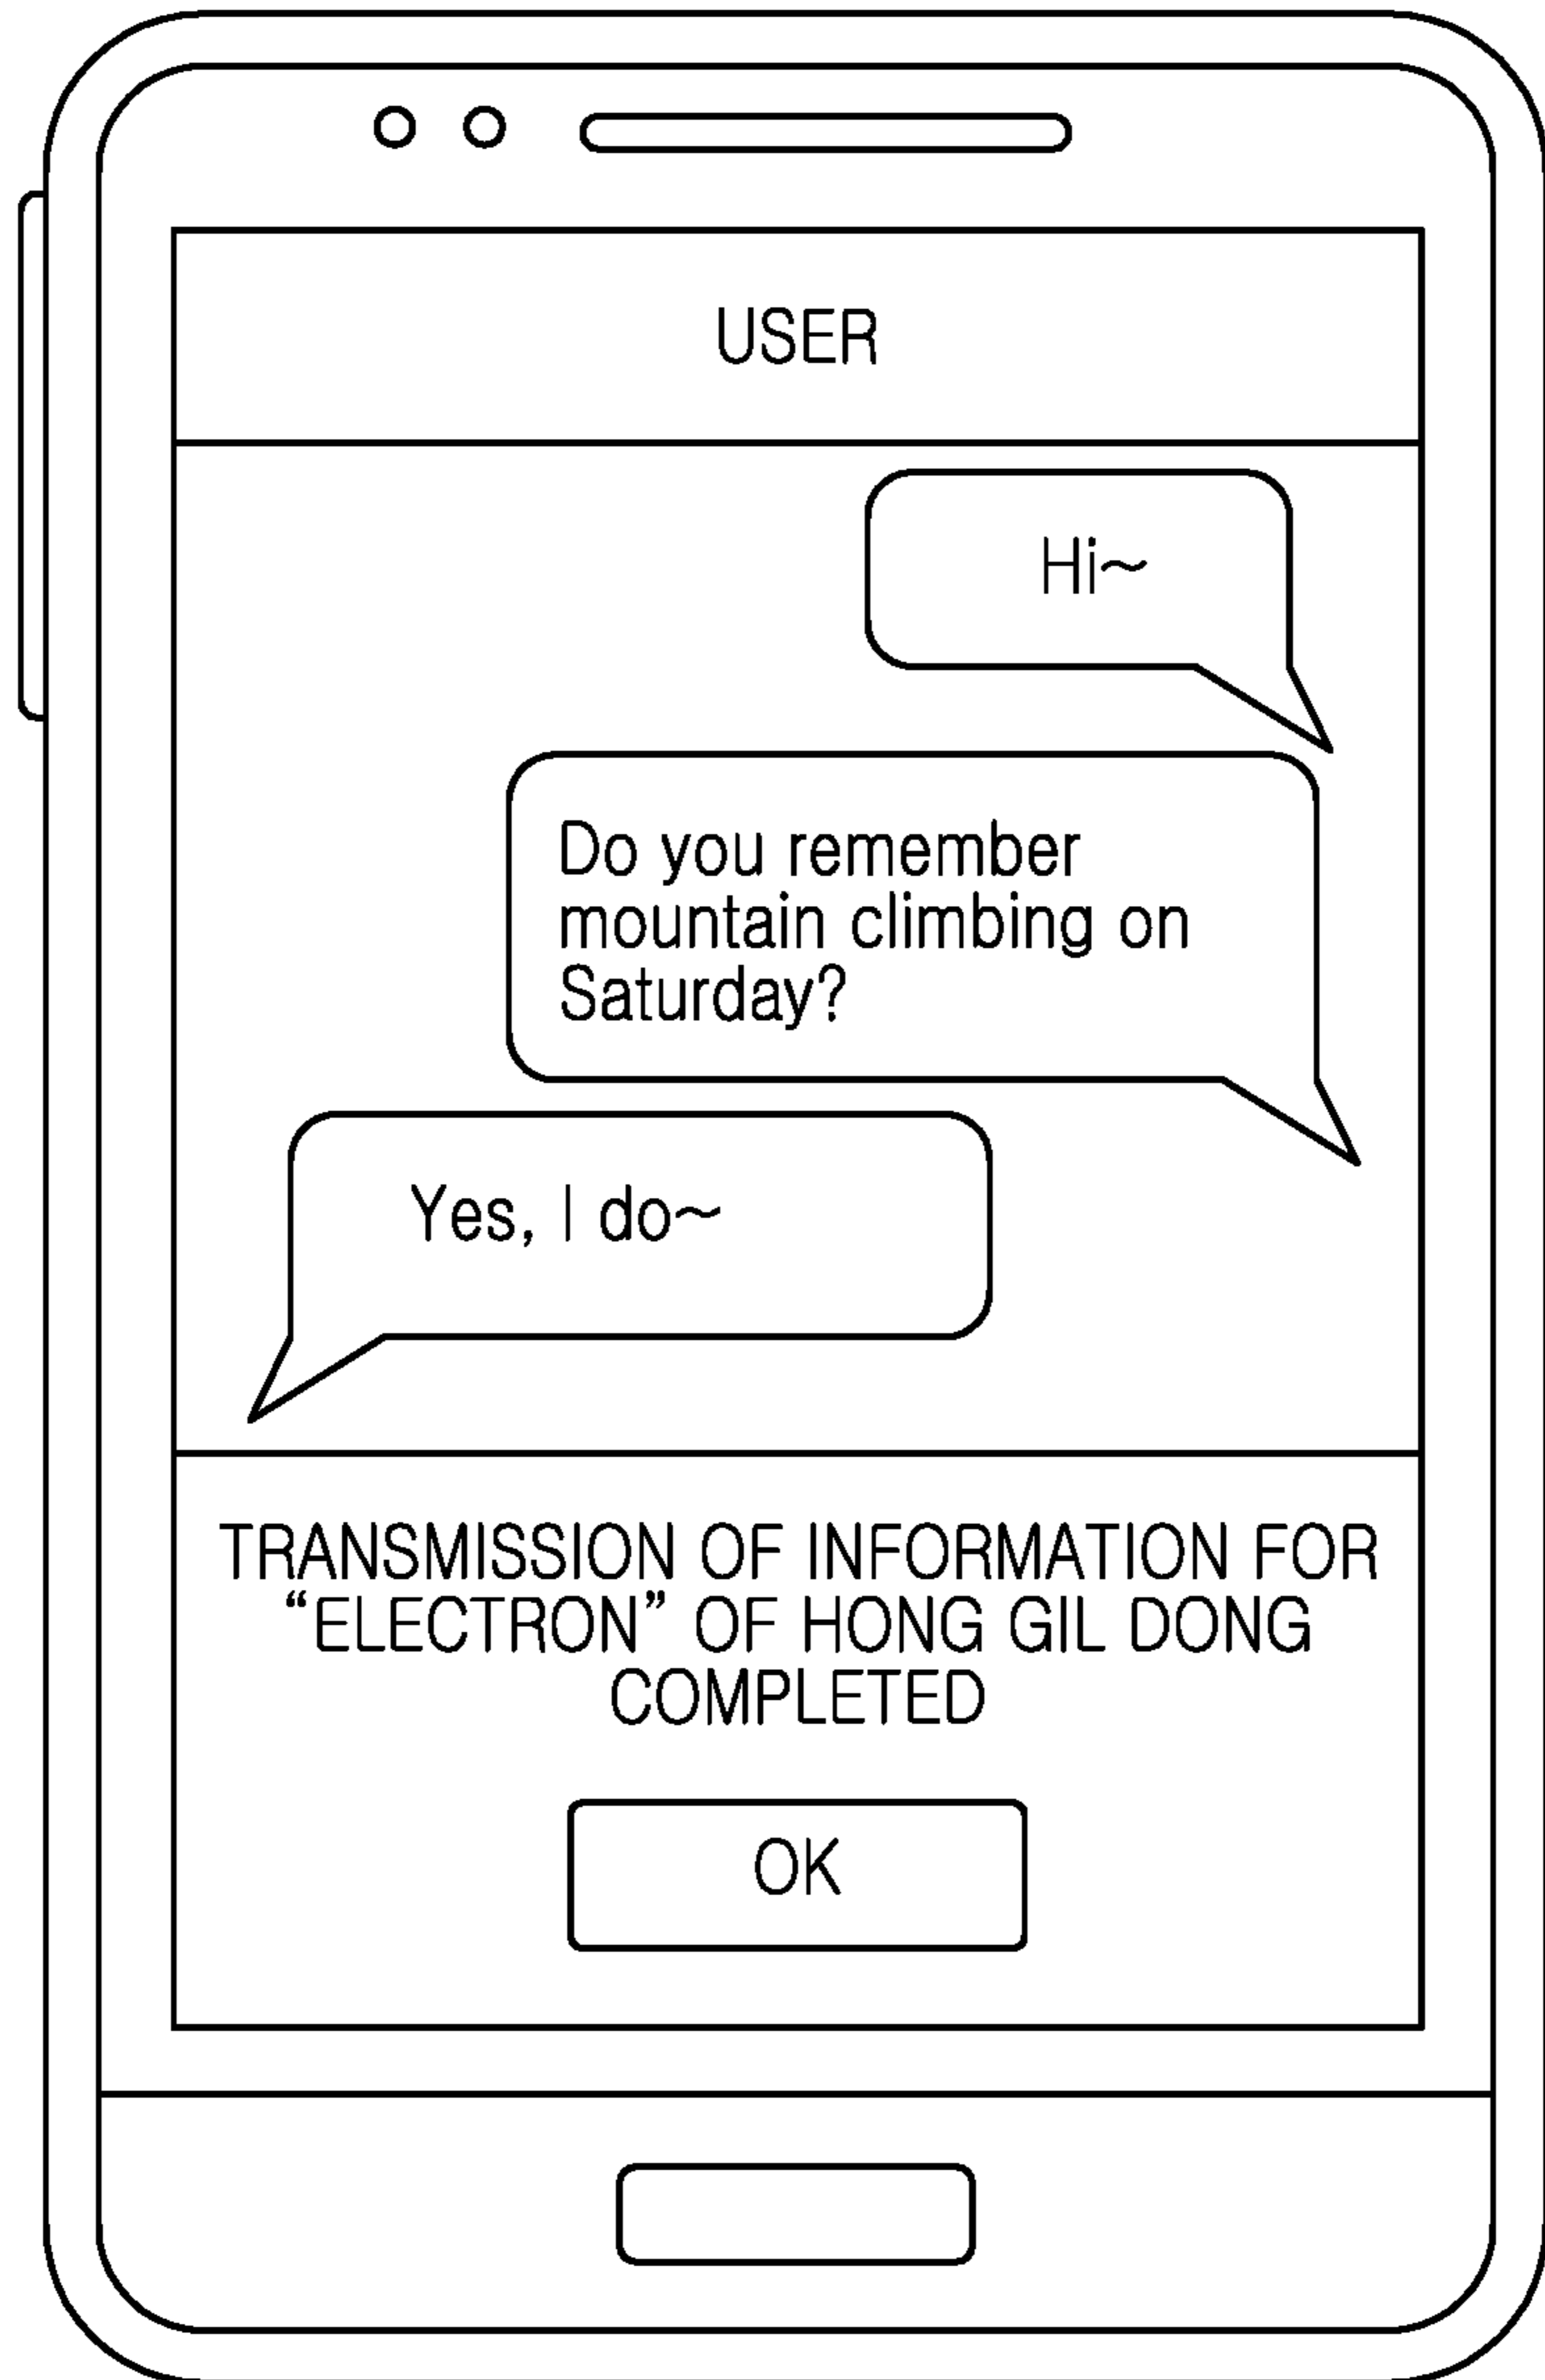 USER
Hi~
Do you remember
mountain climbing on
Saturday?
Yes, I do~
TRANSMISSION OF INFORMATION FOR
“ELECTRON” OF HONG GIL DONG
COMPLETED
OK